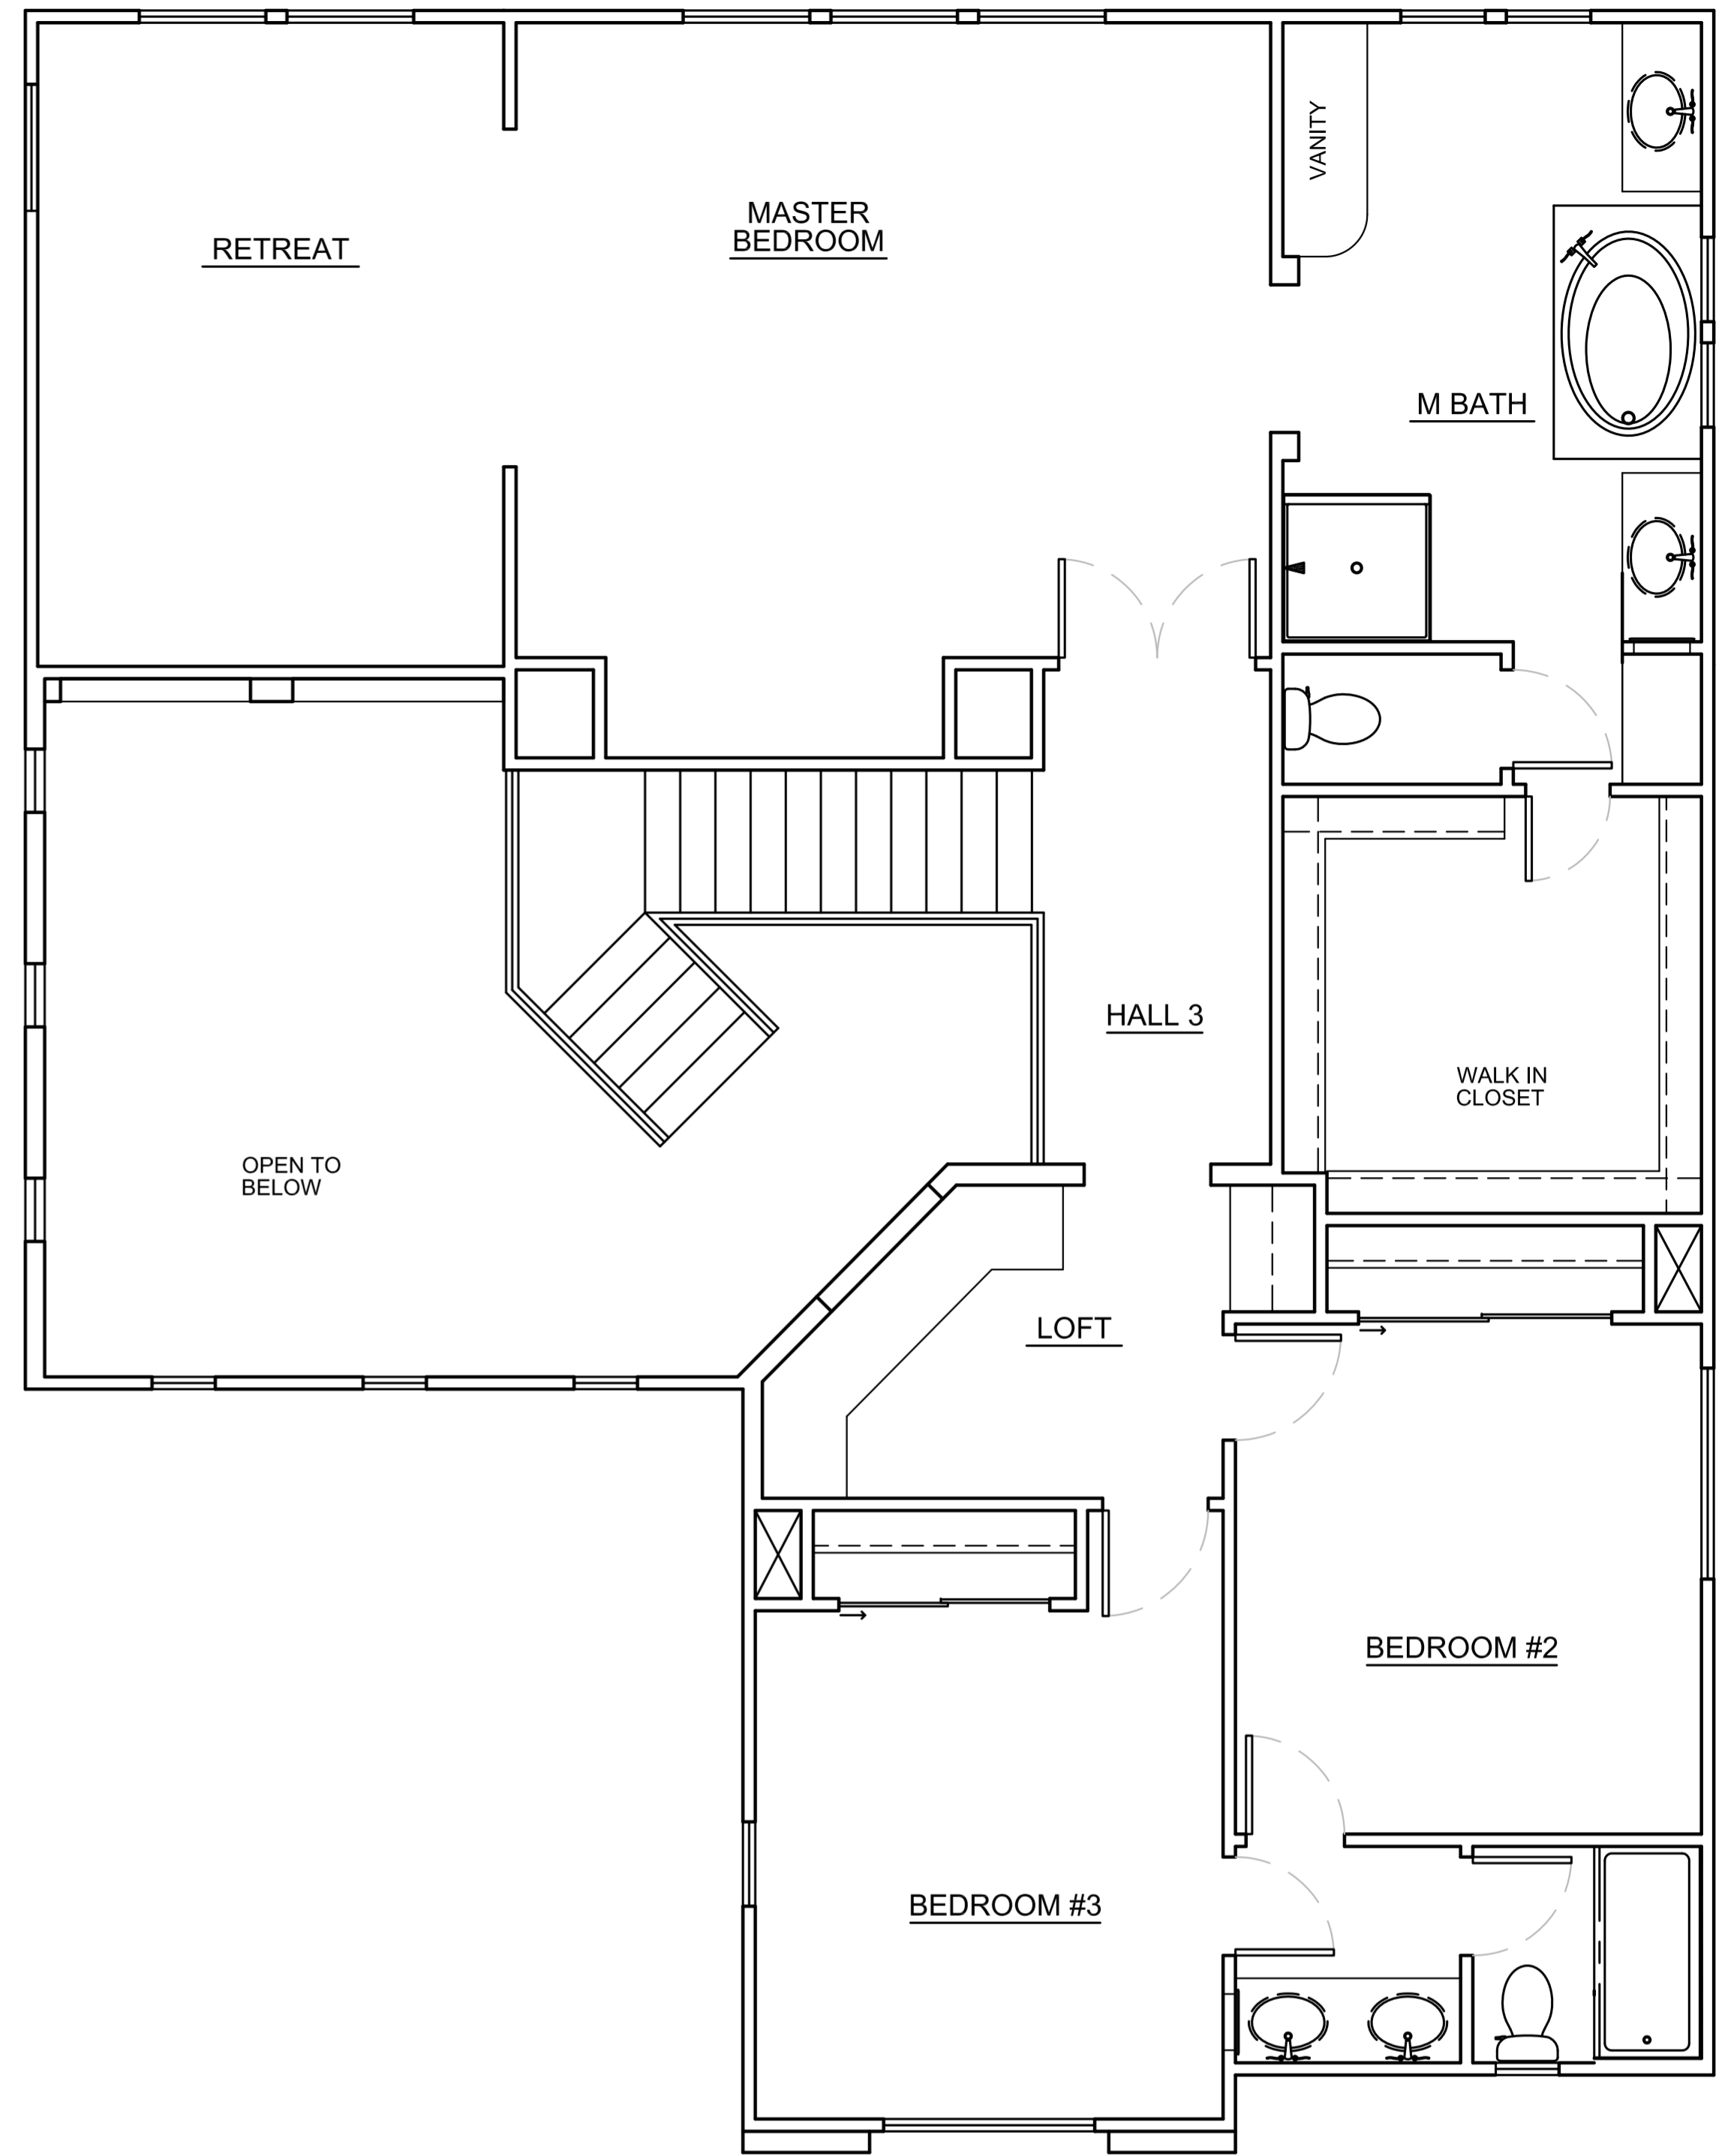 VANITY
MASTER
BEDROOM
RETREAT
M BATH
HALL 3
WALK IN
CLOSET
OPEN TO
BELOW
LOFT
BEDROOM #2
BEDROOM #3